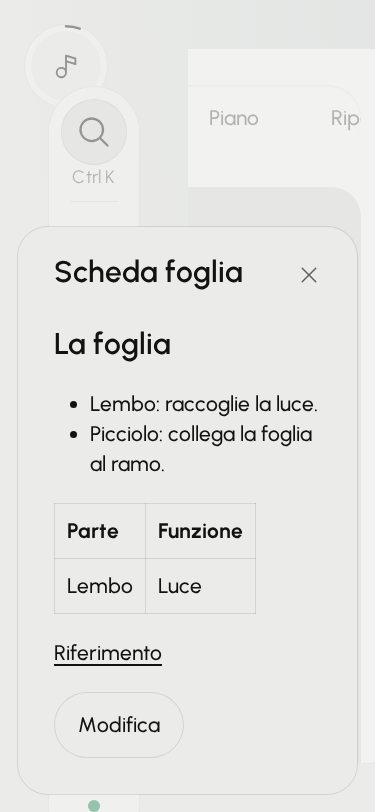 Piano
Rip
Ctrl K
Scheda foglia
La foglia
Lembo: raccoglie la luce.
Picciolo: collega la foglia
al ramo.
Parte Funzione
Lembo Luce
Riferimento
Modifica